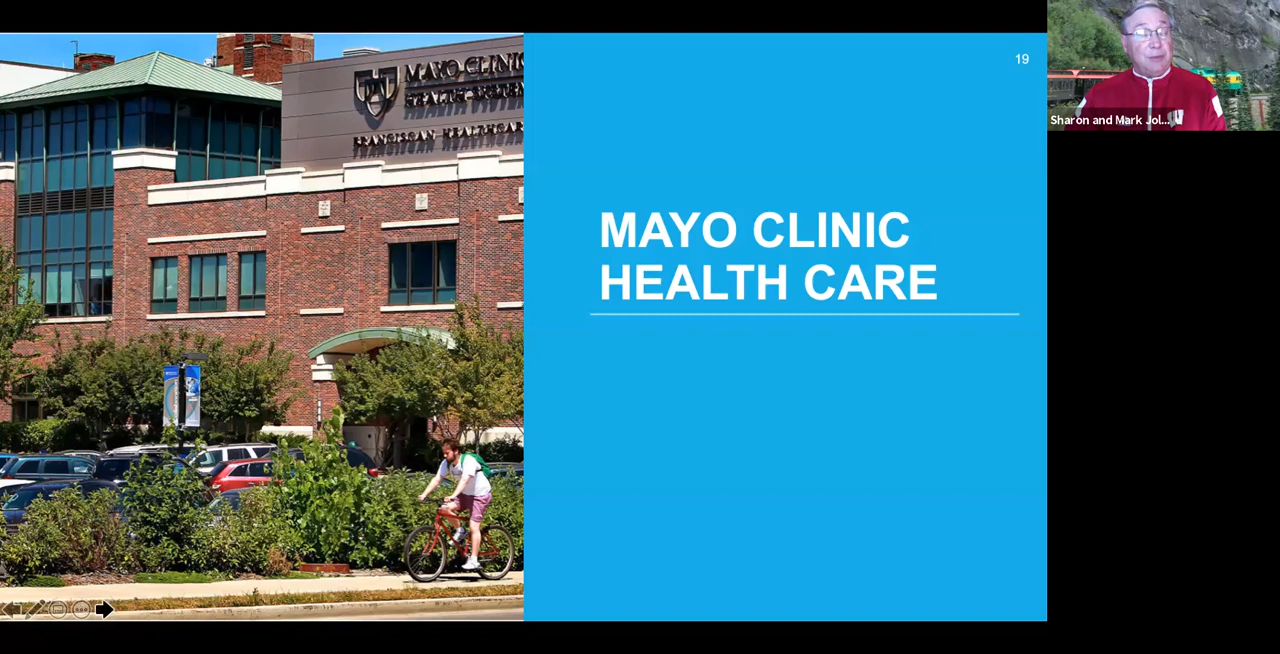 MAYO CLINIC
HEALTH SYSTEM
FRANCISCAN HEALTHCARE
19
MAYO CLINIC
HEALTH CARE
Sharon and Mark Jol...